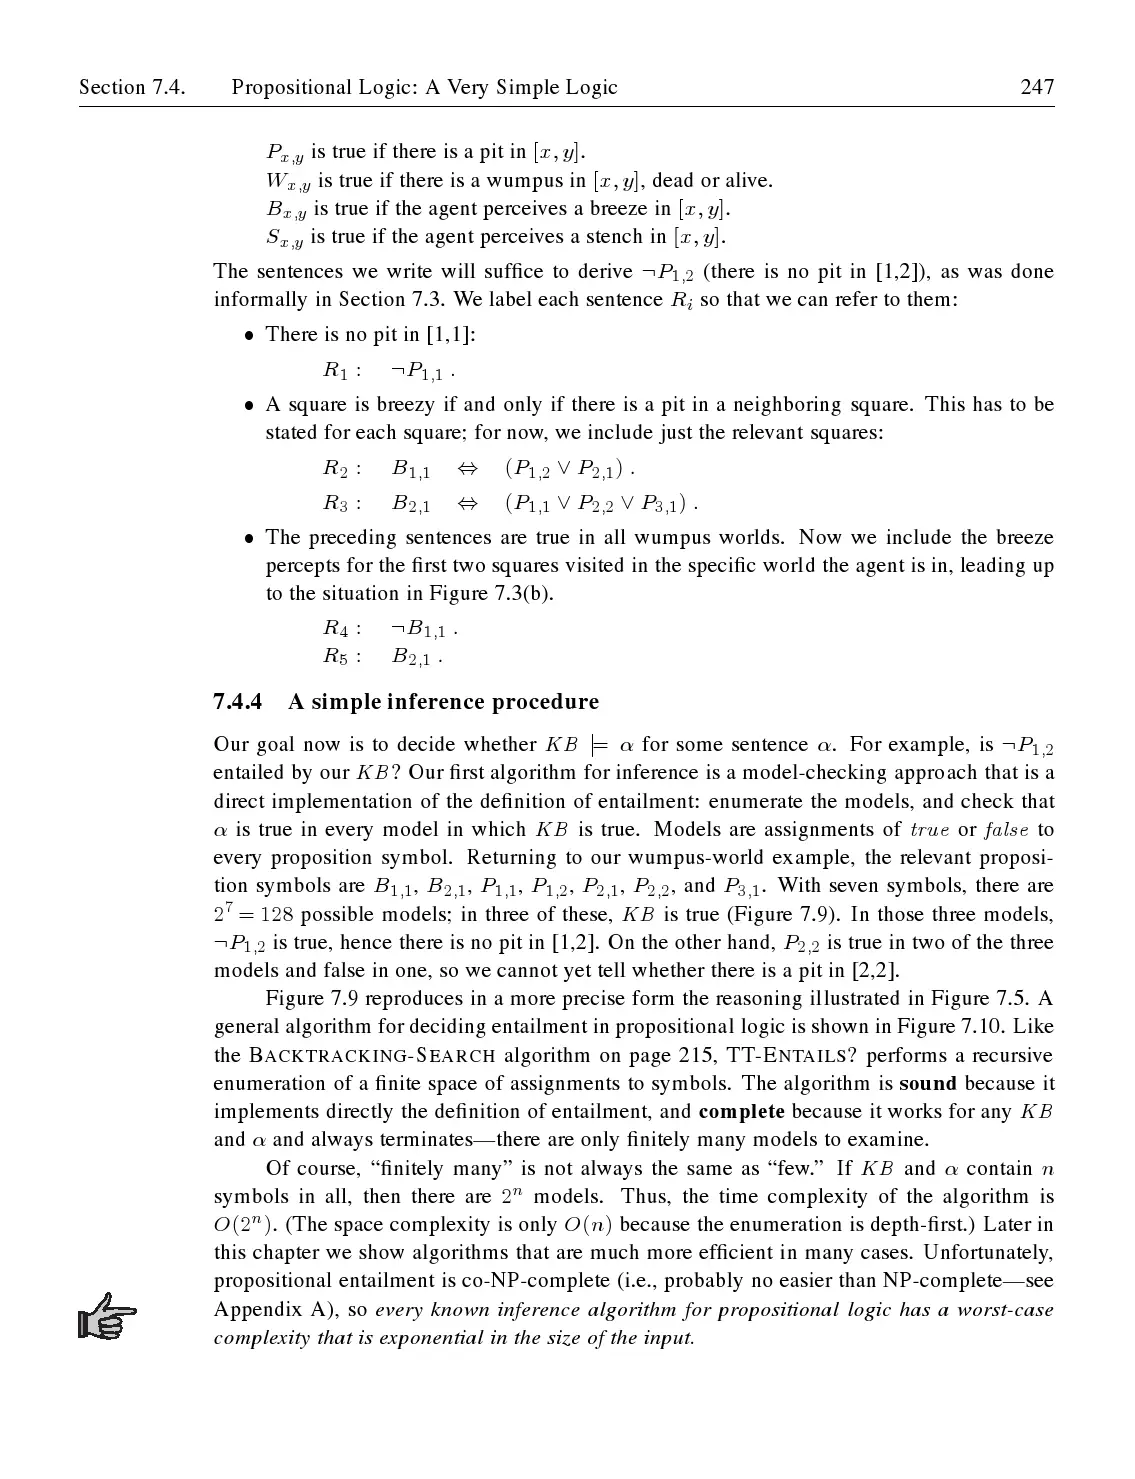 Section 7.4. Propositional Logic: A Very Simple Logic 247
P_{x,y} is true if there is a pit in [x, y].
W_{x,y} is true if there is a wumpus in [x, y], dead or alive.
B_{x,y} is true if the agent perceives a breeze in [x, y].
S_{x,y} is true if the agent perceives a stench in [x, y].
The sentences we write will suffice to derive ¬P_{1,2} (there is no pit in [1,2]), as was done
informally in Section 7.3. We label each sentence R_i so that we can refer to them:
• There is no pit in [1,1]:
R_1 : ¬P_{1,1} .
• A square is breezy if and only if there is a pit in a neighboring square. This has to be
stated for each square; for now, we include just the relevant squares:
R_2 : B_{1,1} ⇔ (P_{1,2} ∨ P_{2,1}) .
R_3 : B_{2,1} ⇔ (P_{1,1} ∨ P_{2,2} ∨ P_{3,1}) .
• The preceding sentences are true in all wumpus worlds. Now we include the breeze
percepts for the first two squares visited in the specific world the agent is in, leading up
to the situation in Figure 7.3(b).
R_4 : ¬B_{1,1} .
R_5 : B_{2,1} .
7.4.4 A simple inference procedure
Our goal now is to decide whether KB ⊨ α for some sentence α. For example, is ¬P_{1,2}
entailed by our KB? Our first algorithm for inference is a model-checking approach that is a
direct implementation of the definition of entailment: enumerate the models, and check that
α is true in every model in which KB is true. Models are assignments of true or false to
every proposition symbol. Returning to our wumpus-world example, the relevant proposi-
tion symbols are B_{1,1}, B_{2,1}, P_{1,1}, P_{1,2}, P_{2,1}, P_{2,2}, and P_{3,1}. With seven symbols, there are
2^7 = 128 possible models; in three of these, KB is true (Figure 7.9). In those three models,
¬P_{1,2} is true, hence there is no pit in [1,2]. On the other hand, P_{2,2} is true in two of the three
models and false in one, so we cannot yet tell whether there is a pit in [2,2].
Figure 7.9 reproduces in a more precise form the reasoning illustrated in Figure 7.5. A
general algorithm for deciding entailment in propositional logic is shown in Figure 7.10. Like
the BACKTRACKING-SEARCH algorithm on page 215, TT-ENTAILS? performs a recursive
enumeration of a finite space of assignments to symbols. The algorithm is sound because it
implements directly the definition of entailment, and complete because it works for any KB
and α and always terminates—there are only finitely many models to examine.
Of course, “finitely many” is not always the same as “few.” If KB and α contain n
symbols in all, then there are 2^n models. Thus, the time complexity of the algorithm is
O(2^n). (The space complexity is only O(n) because the enumeration is depth-first.) Later in
this chapter we show algorithms that are much more efficient in many cases. Unfortunately,
propositional entailment is co-NP-complete (i.e., probably no easier than NP-complete—see
Appendix A), so every known inference algorithm for propositional logic has a worst-case
complexity that is exponential in the size of the input.